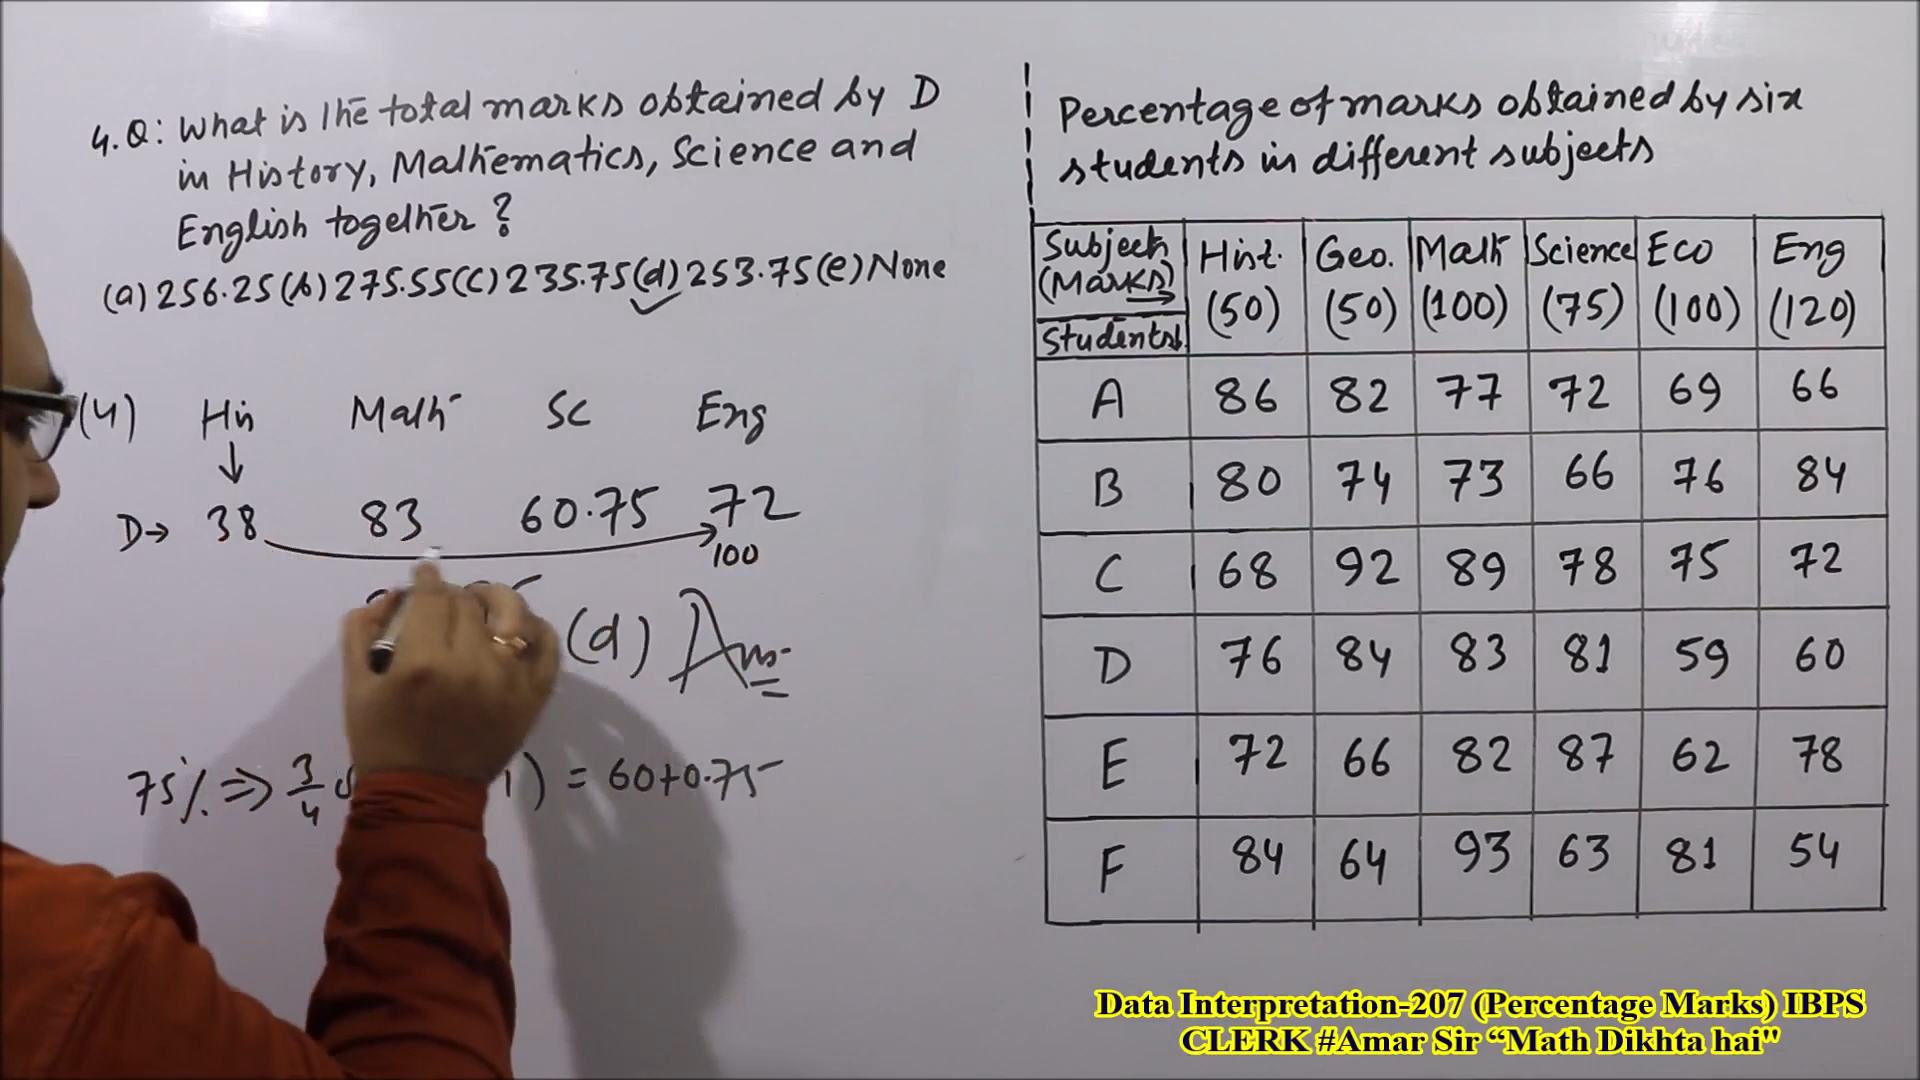 4.Q: What is the total marks obtained by D
in History, Mathematics, Science and
English together?
(a) 256.25 (b) 275.55 (c) 235.75 (d) 253.75 (e) None
(4) His Math Sc Eng
D→ 38 83 60.75 72
100
(d) Ans.
75% ⇒ 3/4 1) = 60+0.75
Percentage of marks obtained by six
students in different subjects
Subject (Marks) → Hist. (50) Geo. (50) Math (100) Science (75) Eco (100) Eng (120)
Students↓
A 86 82 77 72 69 66
B 80 74 73 66 76 84
C 68 92 89 78 75 72
D 76 84 83 81 59 60
E 72 66 82 87 62 78
F 84 64 93 63 81 54
Data Interpretation-207 (Percentage Marks) IBPS
CLERK #Amar Sir “Math Dikhta hai"